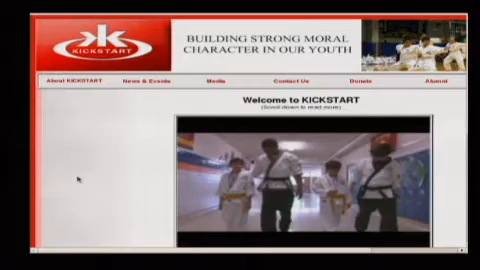 KICKSTART
BUILDING STRONG MORAL
CHARACTER IN OUR YOUTH
About KICKSTART News & Events Media Contact Us Donate Alumni
Welcome to KICKSTART
(Scroll down to read more)